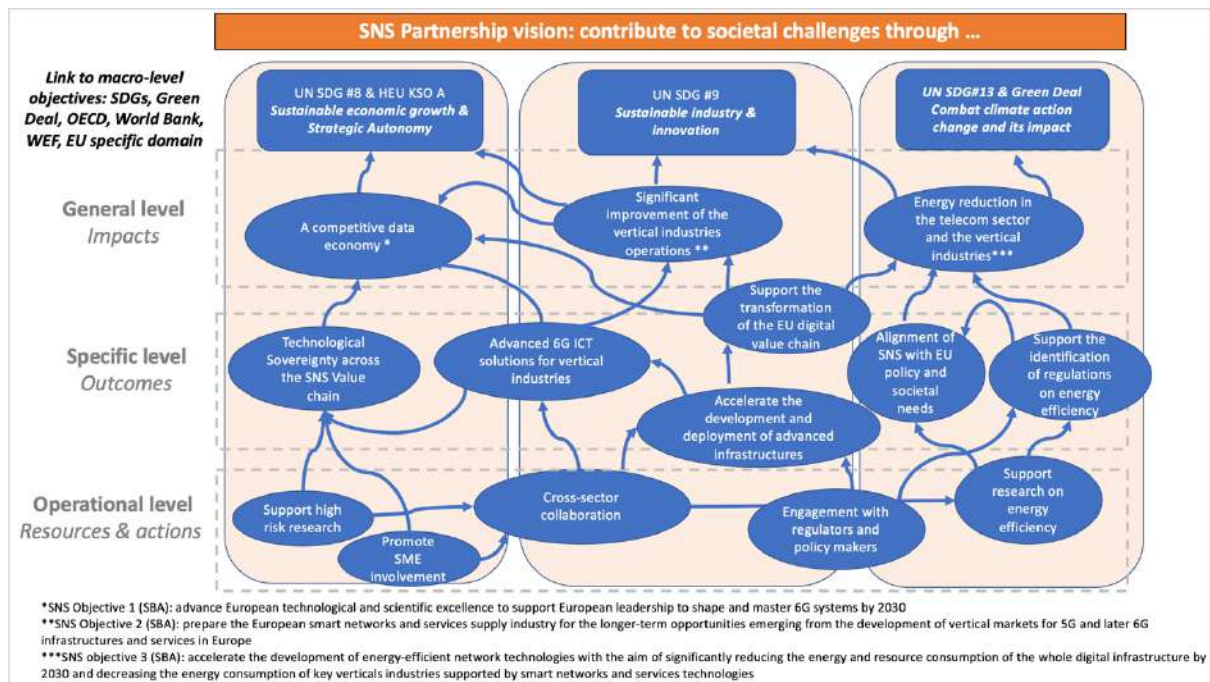 SNS Partnership vision: contribute to societal challenges through ...
Link to macro-level
objectives: SDGs, Green
Deal, OECD, World Bank,
WEF, EU specific domain
UN SDG #8 & HEU KSO A
Sustainable economic growth &
Strategic Autonomy
UN SDG #9
Sustainable industry &
innovation
UN SDG#13 & Green Deal
Combat climate action
change and its impact
General level
Impacts
A competitive data
economy *
Significant
improvement of the
vertical industries
operations **
Energy reduction in
the telecom sector
and the vertical
industries***
Specific level
Outcomes
Technological
Sovereignty across
the SNS Value
chain
Advanced 6G ICT
solutions for vertical
industries
Support the
transformation
of the EU digital
value chain
Accelerate the
development and
deployment of advanced
infrastructures
Alignment of
SNS with EU
policy and
societal
needs
Support the
identification
of regulations
on energy
efficiency
Operational level
Resources & actions
Support high
risk research
Promote
SME
involvement
Cross-sector
collaboration
Engagement with
regulators and
policy makers
Support
research on
energy
efficiency
*SNS Objective 1 (SBA): advance European technological and scientific excellence to support European leadership to shape and master 6G systems by 2030
**SNS Objective 2 (SBA): prepare the European smart networks and services supply industry for the longer-term opportunities emerging from the development of vertical markets for 5G and later 6G
infrastructures and services in Europe
***SNS objective 3 (SBA): accelerate the development of energy-efficient network technologies with the aim of significantly reducing the energy and resource consumption of the whole digital infrastructure by
2030 and decreasing the energy consumption of key verticals industries supported by smart networks and services technologies